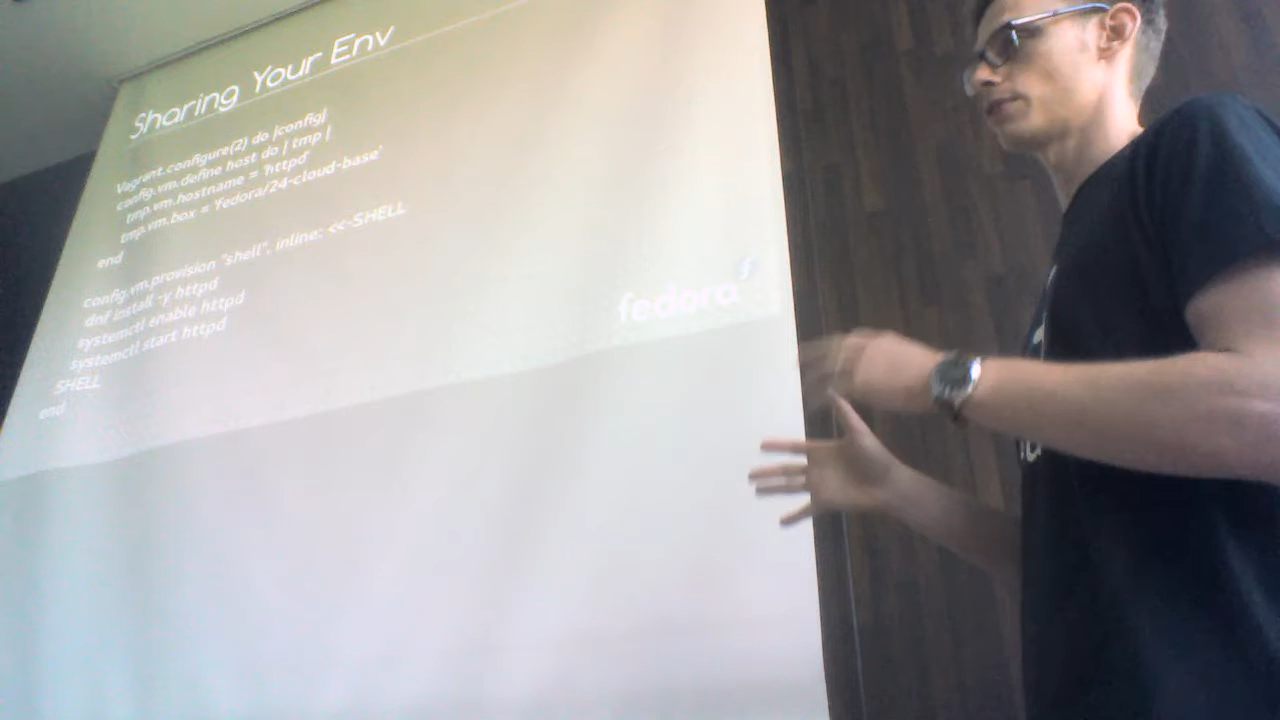 Sharing Your Env
Vagrant.configure(2) do |config|
config.vm.define host do | tmp |
tmp.vm.hostname = 'httpd'
tmp.vm.box = 'fedora/24-cloud-base'
end
config.vm.provision "shell", inline: <<-SHELL
dnf install -y httpd
systemctl enable httpd
systemctl start httpd
SHELL
end
fedora